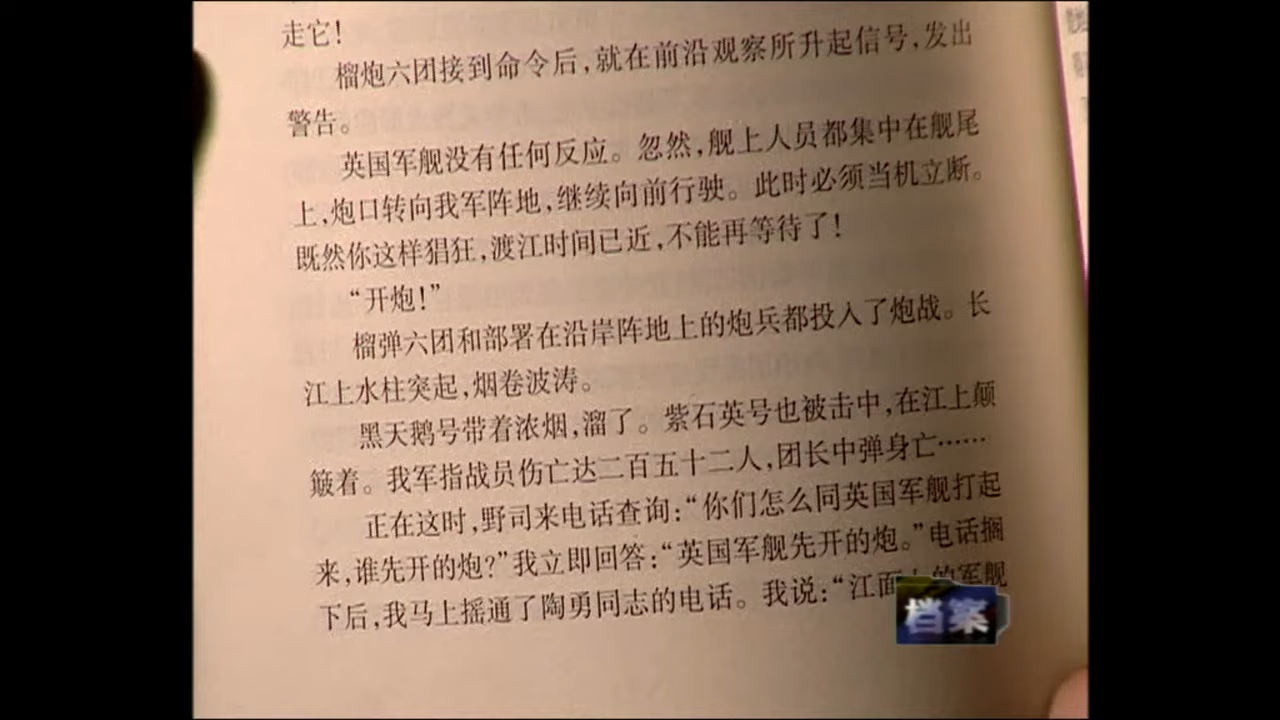 走它！
榴炮六团接到命令后，就在前沿观察所升起信号，发出
警告。
英国军舰没有任何反应。忽然，舰上人员都集中在舰尾
上，炮口转向我军阵地，继续向前行驶。此时必须当机立断。
既然你这样猖狂，渡江时间已近，不能再等待了！
“开炮！”
榴弹六团和部署在沿岸阵地上的炮兵都投入了炮战。长
江上水柱突起，烟卷波涛。
黑天鹅号带着浓烟，溜了。紫石英号也被击中，在江上颠
簸着。我军指战员伤亡达二百五十二人，团长中弹身亡……
正在这时，野司来电话查询：“你们怎么同英国军舰打起
来，谁先开的炮？”我立即回答：“英国军舰先开的炮。”电话搁
下后，我马上摇通了陶勇同志的电话。我说：“江面的军舰
档案